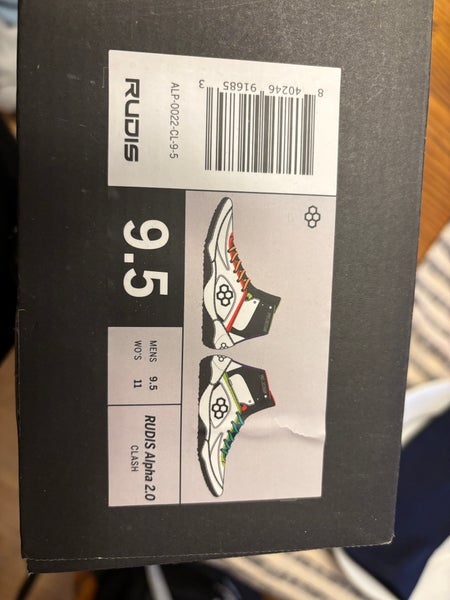 RUDIS
ALP-0022-CL-9-5
8 40246 91685 3
9.5
MENS 9.5
WO'S 11
RUDIS Alpha 2.0
CLASH